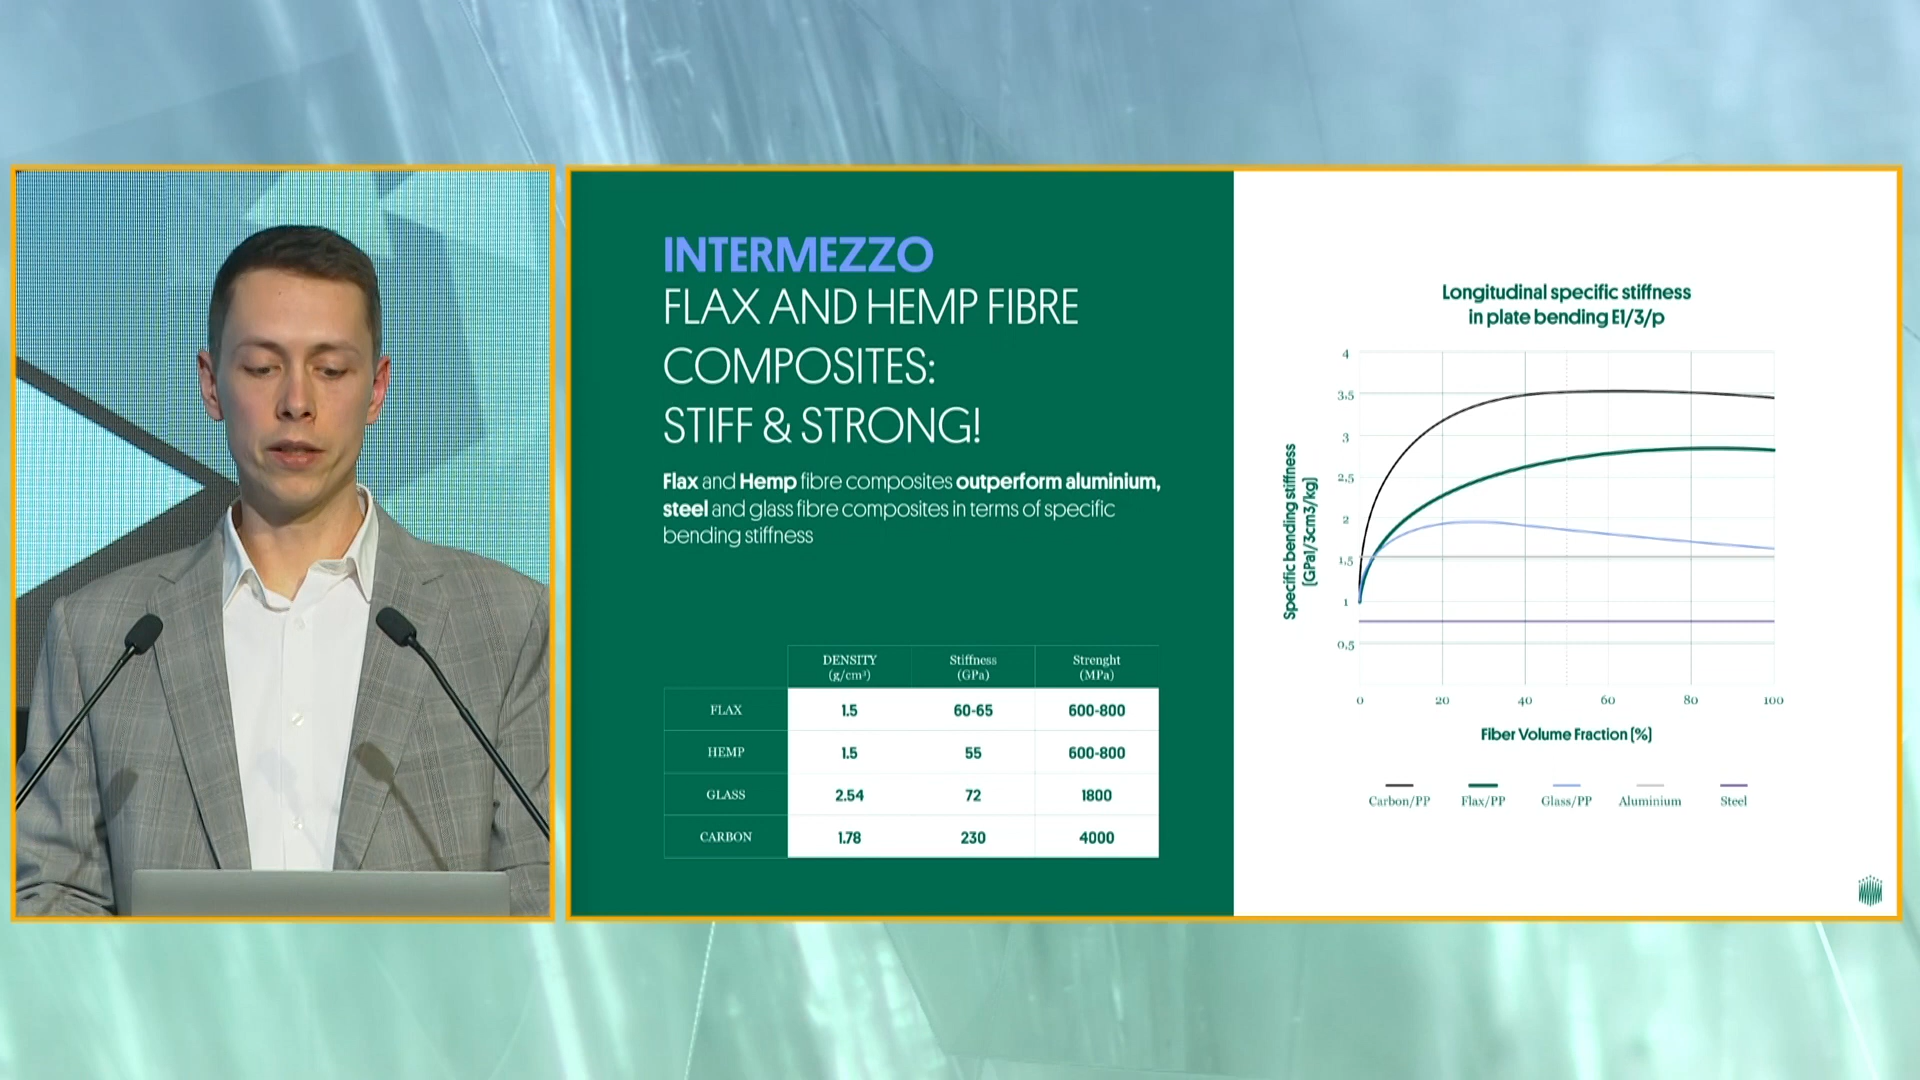 INTERMEZZO
FLAX AND HEMP FIBRE
COMPOSITES:
STIFF & STRONG!
Flax and Hemp fibre composites outperform aluminium,
steel and glass fibre composites in terms of specific
bending stiffness
DENSITY (g/cm³) Stiffness (GPa) Strenght (MPa)
FLAX 1.5 60-65 600-800
HEMP 1.5 55 600-800
GLASS 2.54 72 1800
CARBON 1.78 230 4000
Longitudinal specific stiffness
in plate bending E1/3/p
Specific bending stiffness
[GPa1/3cm3/kg]
4
3,5
3
2,5
2
1,5
1
0,5
0 20 40 60 80 100
Fiber Volume Fraction [%]
Carbon/PP Flax/PP Glass/PP Aluminium Steel